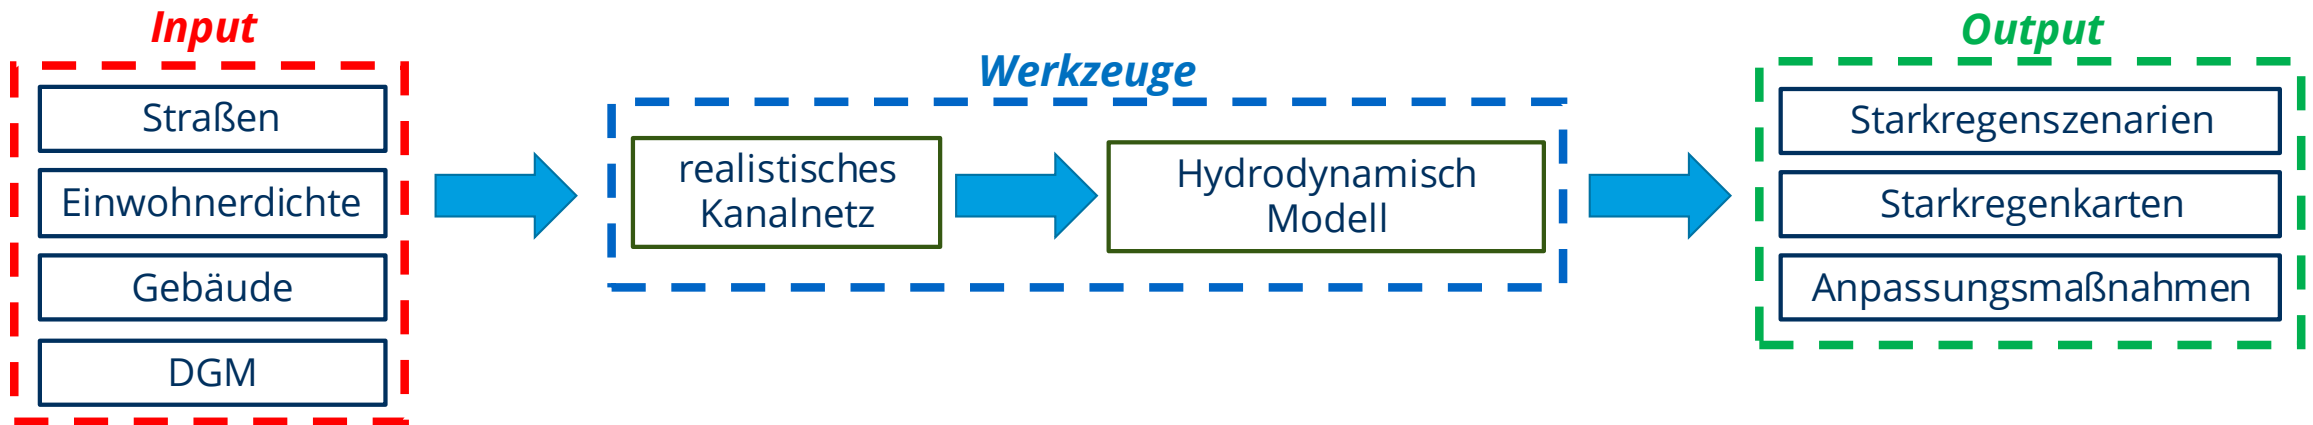 Input
Straßen
Einwohnerdichte
Gebäude
DGM
Werkzeuge
realistisches
Kanalnetz
Hydrodynamisch
Modell
Output
Starkregenszenarien
Starkregenkarten
Anpassungsmaßnahmen